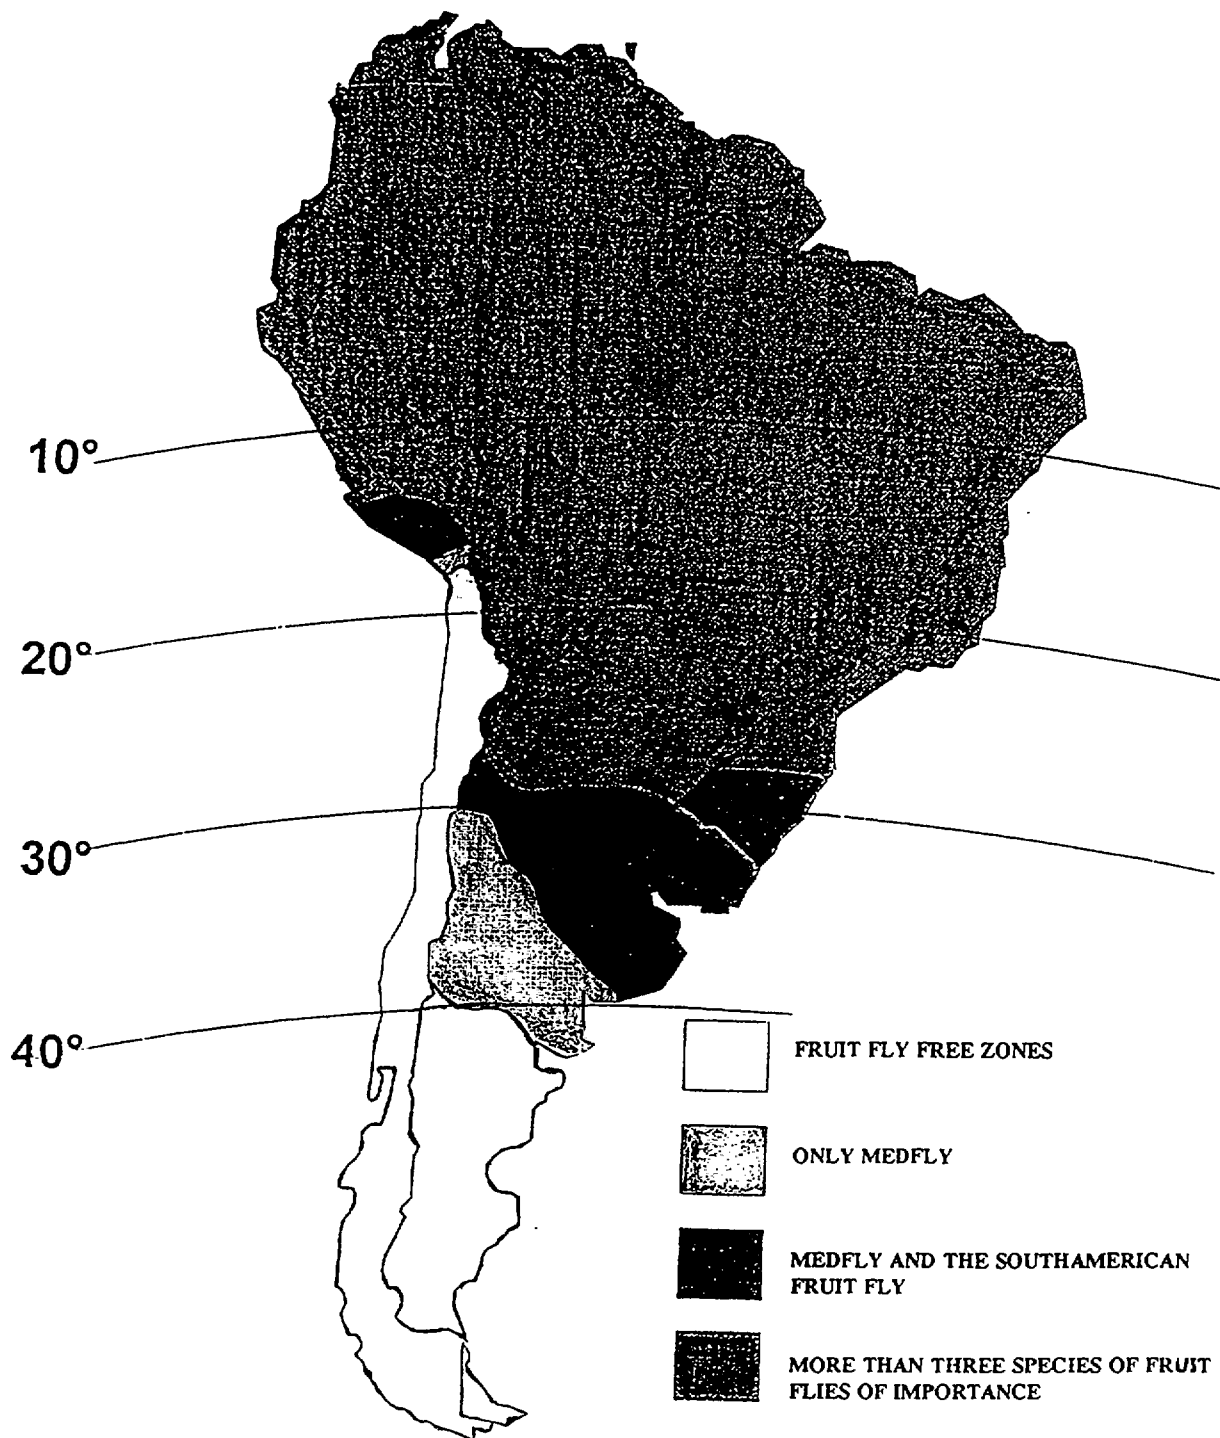 10°
20°
30°
40°
FRUIT FLY FREE ZONES
ONLY MEDFLY
MEDFLY AND THE SOUTHAMERICAN
FRUIT FLY
MORE THAN THREE SPECIES OF FRUIT
FLIES OF IMPORTANCE